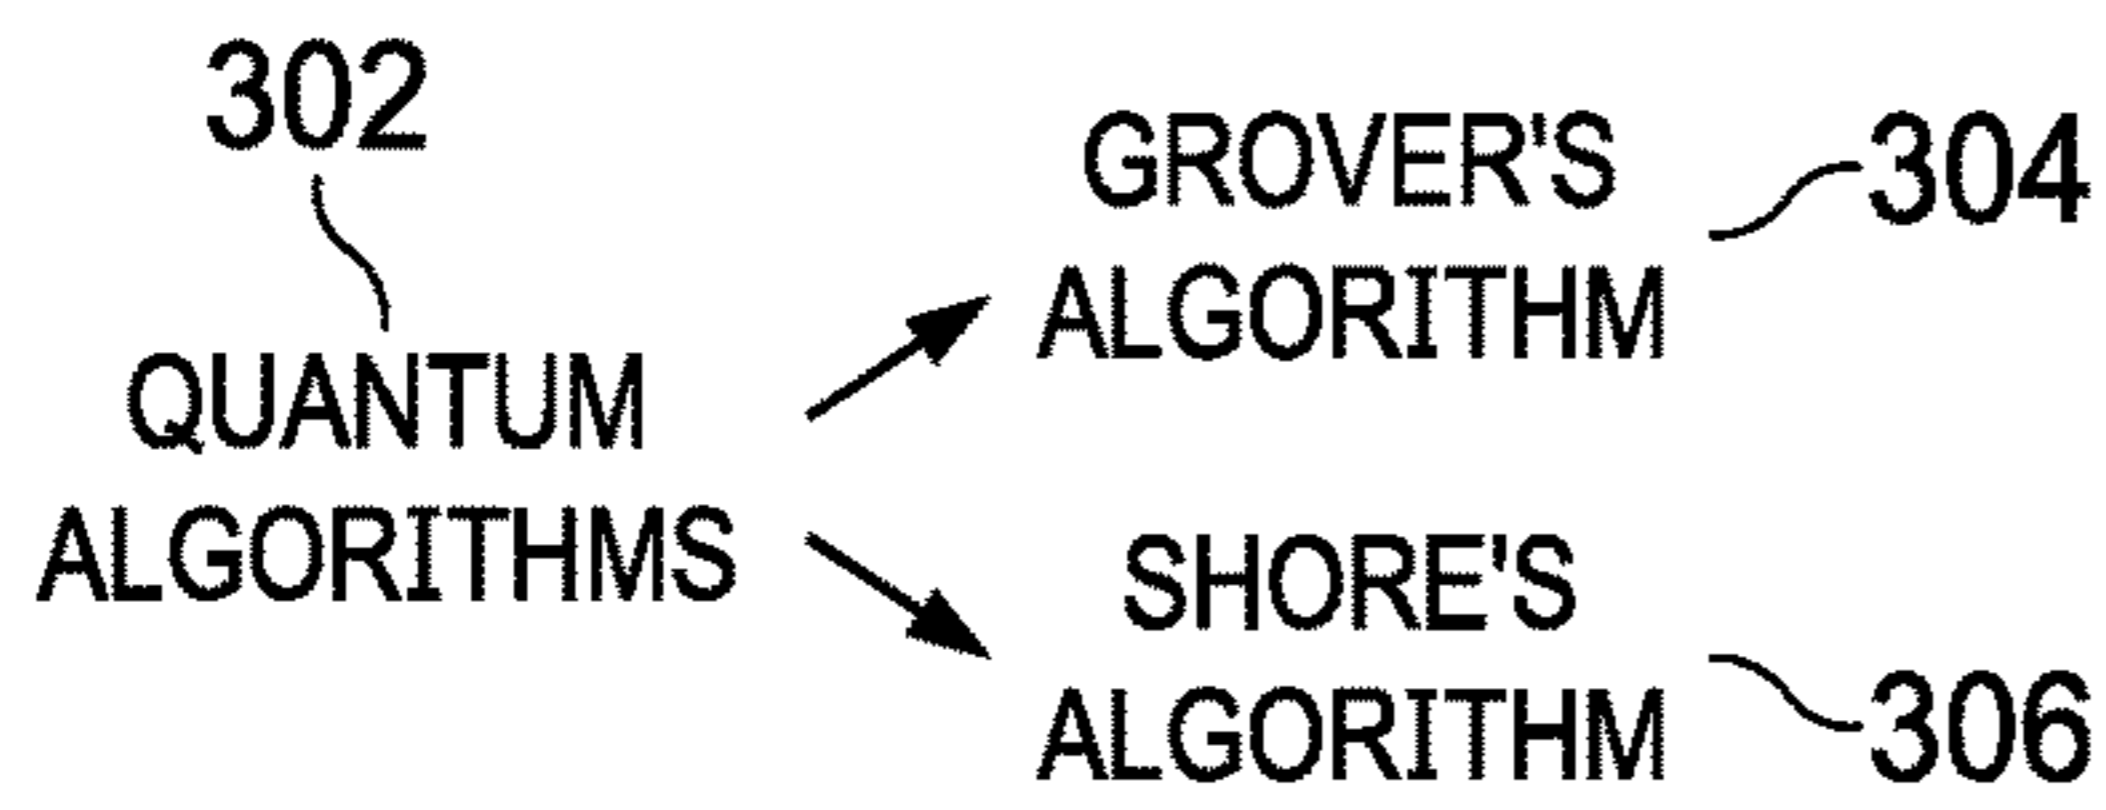 302
QUANTUM
ALGORITHMS
GROVER'S
ALGORITHM
304
SHORE'S
ALGORITHM
306